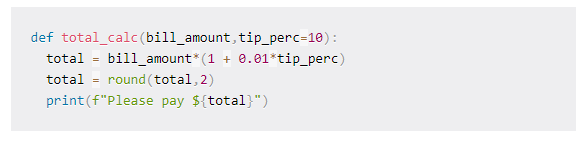 def total_calc(bill_amount,tip_perc=10):
  total = bill_amount*(1 + 0.01*tip_perc)
  total = round(total,2)
  print(f"Please pay ${total}")